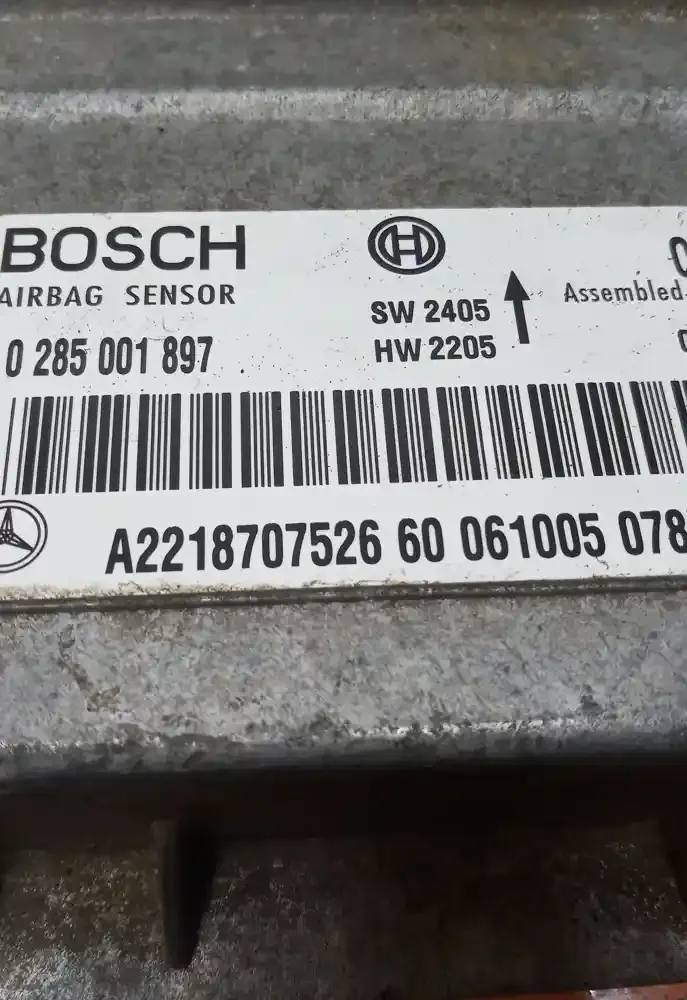 BOSCH
AIRBAG SENSOR
0 285 001 897
SW 2405
HW 2205
Assembled
A2218707526 60 061005 078